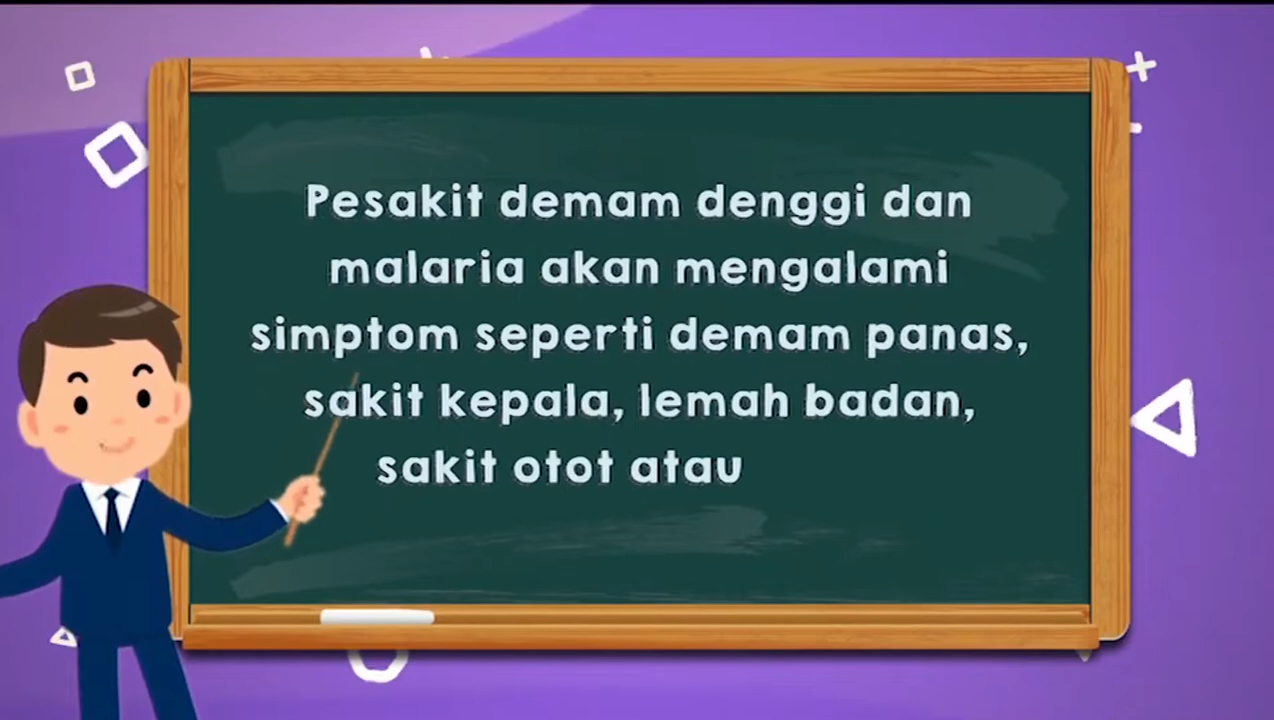 Pesakit demam denggi dan
malaria akan mengalami
simptom seperti demam panas,
sakit kepala, lemah badan,
sakit otot atau